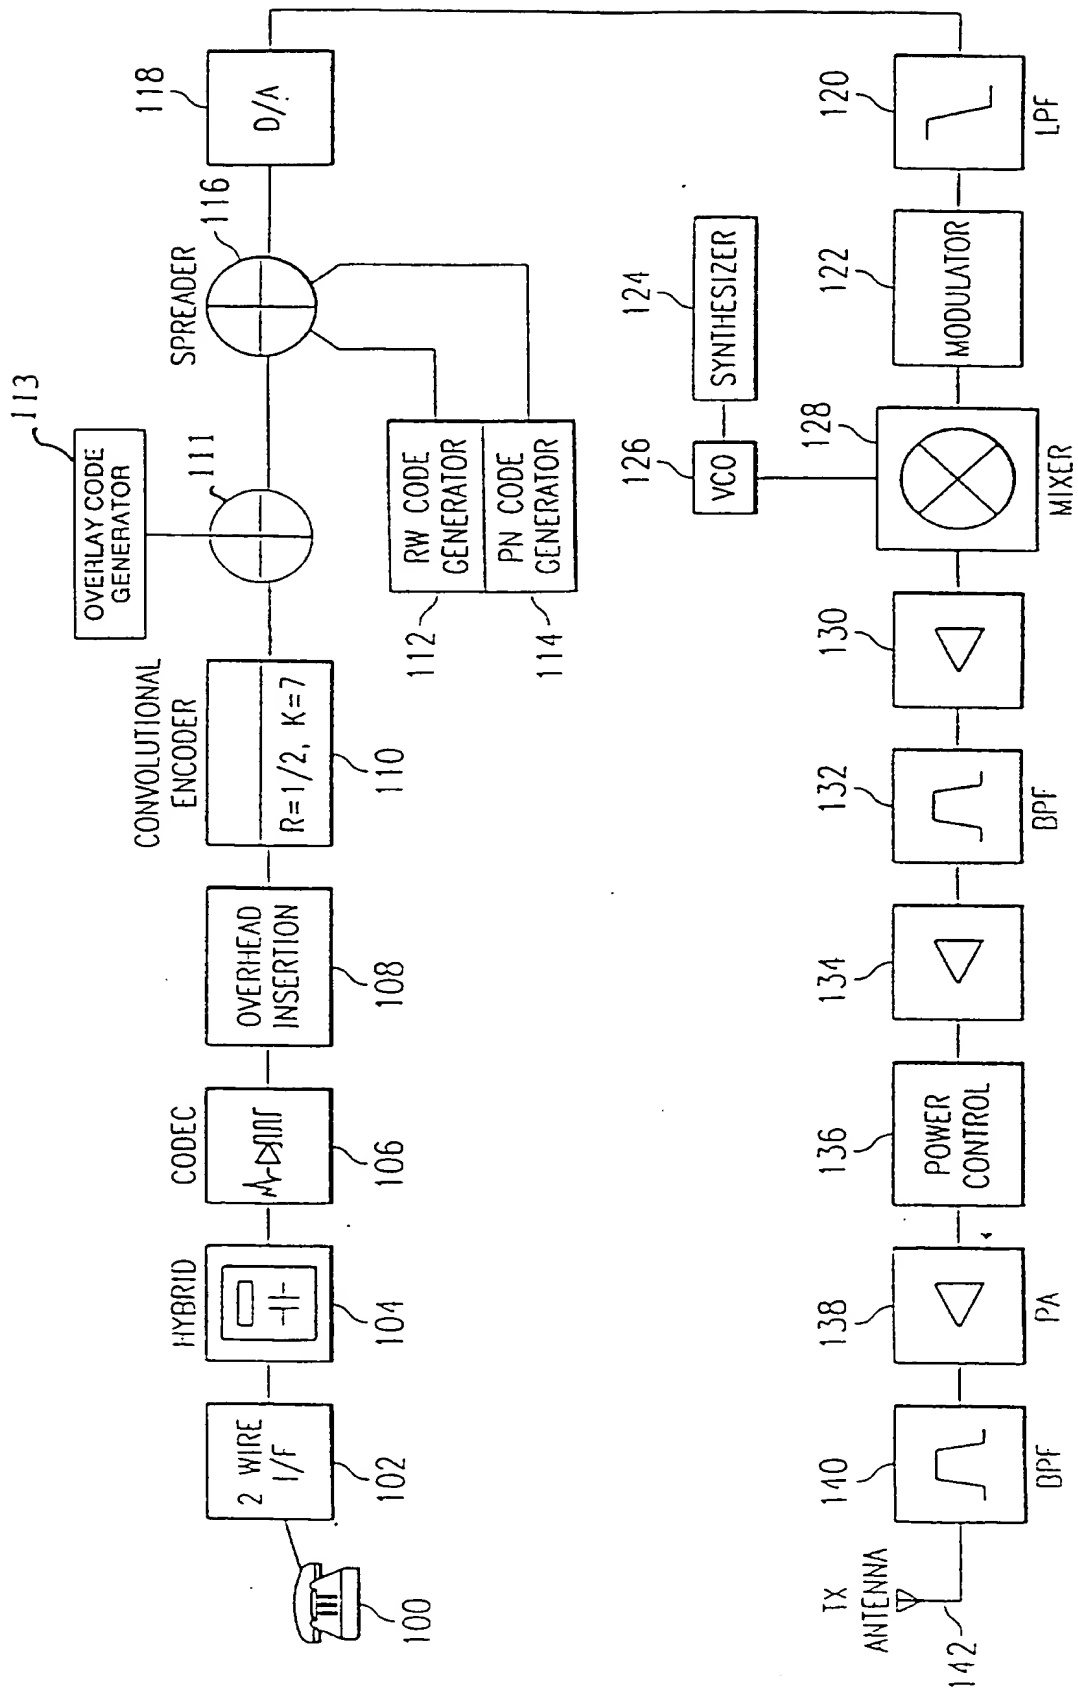 OVERLAY CODE
GENERATOR
113
111
CONVOLUTIONAL
ENCODER
R=1/2, K=7
110
SPREADER
116
D/A
118
RW CODE
GENERATOR
112
PN CODE
GENERATOR
114
OVERHEAD
INSERTION
108
CODEC
106
HYBRID
104
2 WIRE
I/F
102
100
TX
ANTENNA
142
140
BPF
138
PA
POWER
CONTROL
136
134
132
BPF
130
128
MIXER
VCO
126
SYNTHESIZER
124
MODULATOR
122
120
LPF